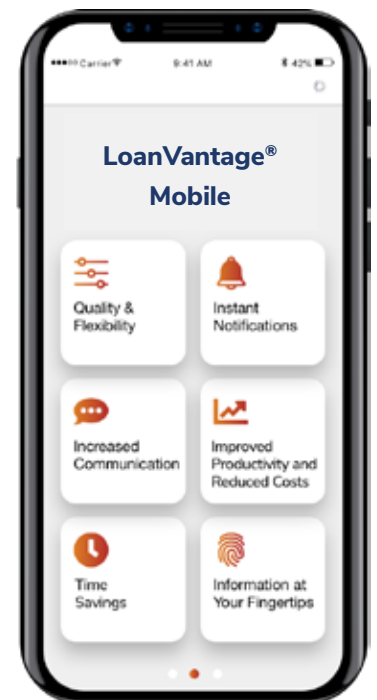 Carrier 9:41 AM 42%
LoanVantage®
Mobile
Quality &
Flexibility
Instant
Notifications
Increased
Communication
Improved
Productivity and
Reduced Costs
Time
Savings
Information at
Your Fingertips